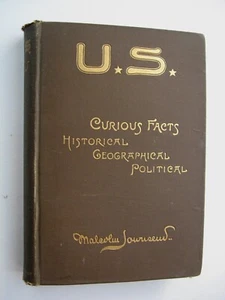 U.S.
CURIOUS FACTS
HISTORICAL
GEOGRAPHICAL
POLITICAL
Malcolm Townsend